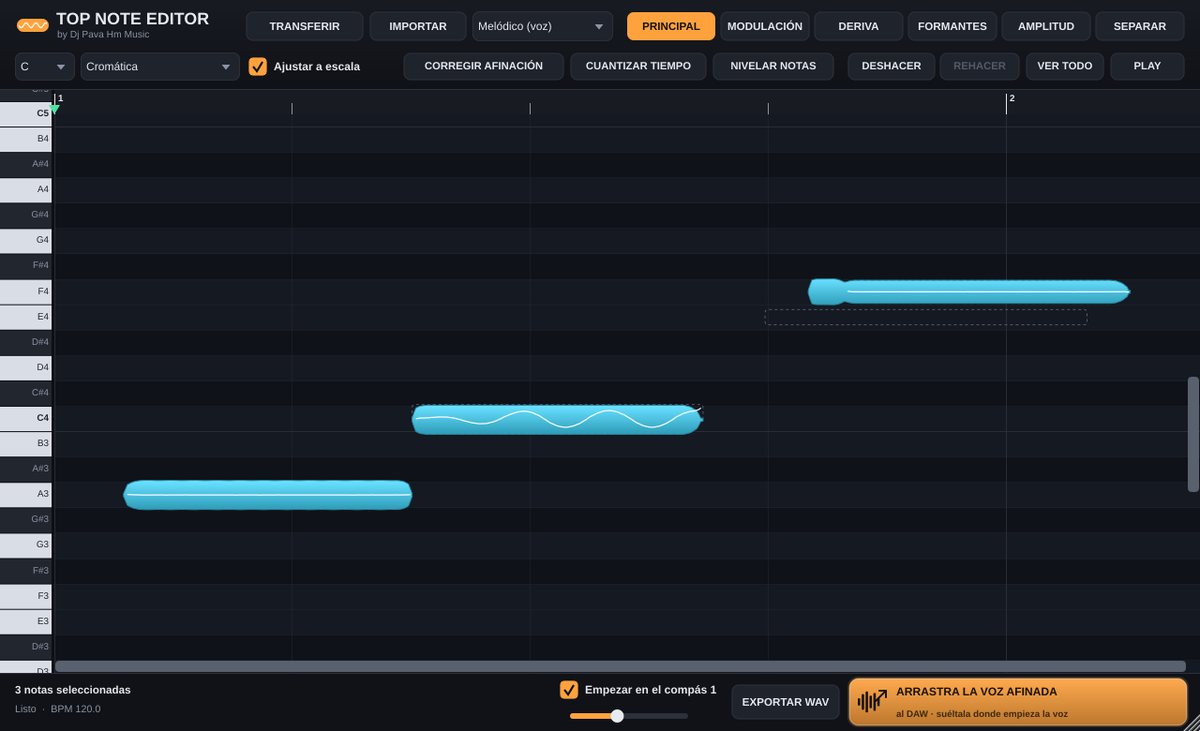 TOP NOTE EDITOR
by Dj Pava Hm Music
TRANSFERIR
IMPORTAR
Melódico (voz)
PRINCIPAL
MODULACIÓN
DERIVA
FORMANTES
AMPLITUD
SEPARAR
C
Cromática
Ajustar a escala
CORREGIR AFINACIÓN
CUANTIZAR TIEMPO
NIVELAR NOTAS
DESHACER
REHACER
VER TODO
PLAY
1
2
C5
B4
A#4
A4
G#4
G4
F#4
F4
E4
D#4
D4
C#4
C4
B3
A#3
A3
G#3
G3
F#3
F3
E3
D#3
D3
3 notas seleccionadas
Listo · BPM 120.0
Empezar en el compás 1
EXPORTAR WAV
ARRASTRA LA VOZ AFINADA
al DAW · suéltala donde empieza la voz